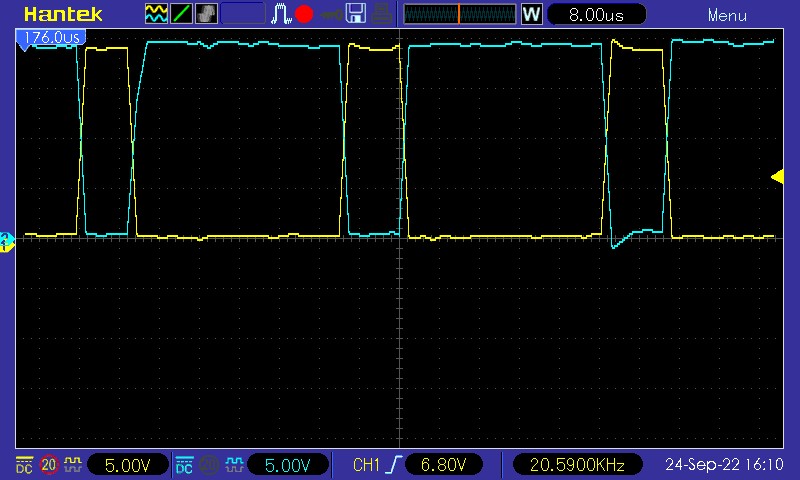 Hantek W 8.00us Menu
176.0us
DC 20 5.00V DC 20 5.00V CH1 6.80V 20.5900KHz 24-Sep-22 16:10